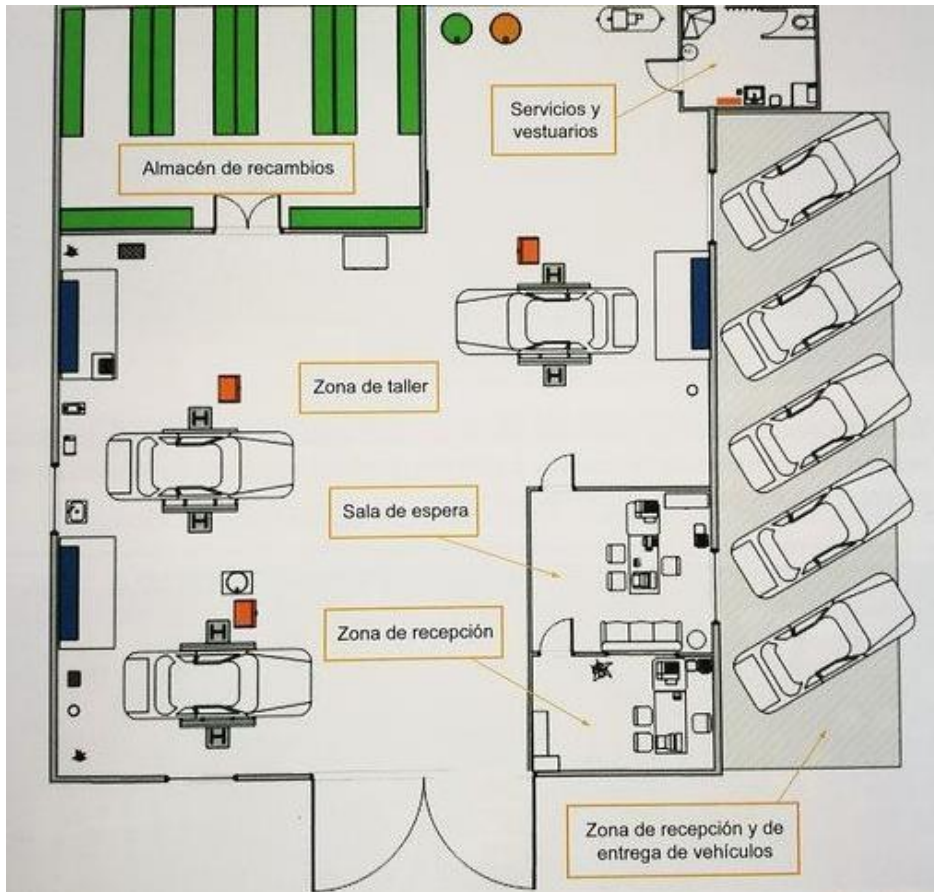 Servicios y
vestuarios
Almacén de recambios
Zona de taller
Sala de espera
Zona de recepción
Zona de recepción y de
entrega de vehículos